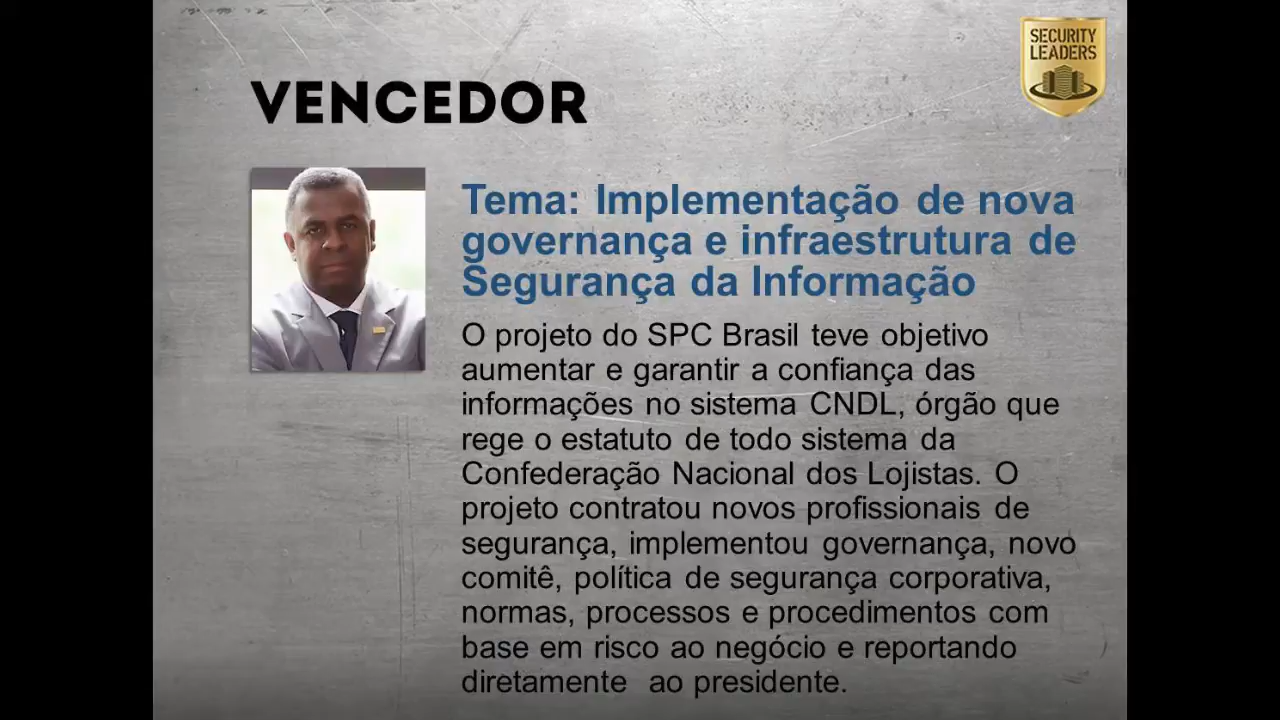 SECURITY
LEADERS
VENCEDOR
Tema: Implementação de nova
governança e infraestrutura de
Segurança da Informação
O projeto do SPC Brasil teve objetivo
aumentar e garantir a confiança das
informações no sistema CNDL, órgão que
rege o estatuto de todo sistema da
Confederação Nacional dos Lojistas. O
projeto contratou novos profissionais de
segurança, implementou governança, novo
comitê, política de segurança corporativa,
normas, processos e procedimentos com
base em risco ao negócio e reportando
diretamente ao presidente.